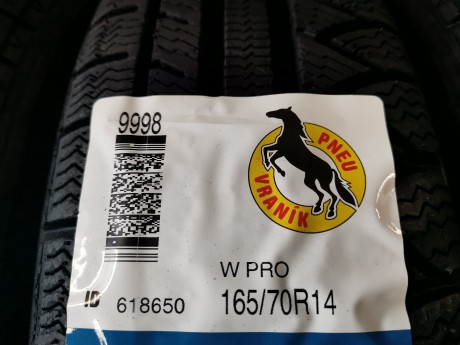 9998
PNEU
VRANÍK
W PRO
ID 618650
165/70R14